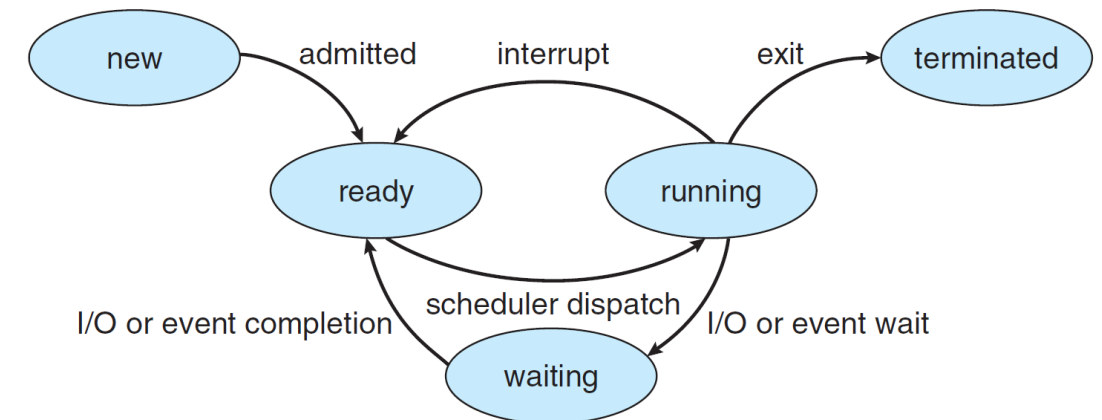 new
admitted
interrupt
exit
terminated
ready
running
scheduler dispatch
I/O or event completion
I/O or event wait
waiting